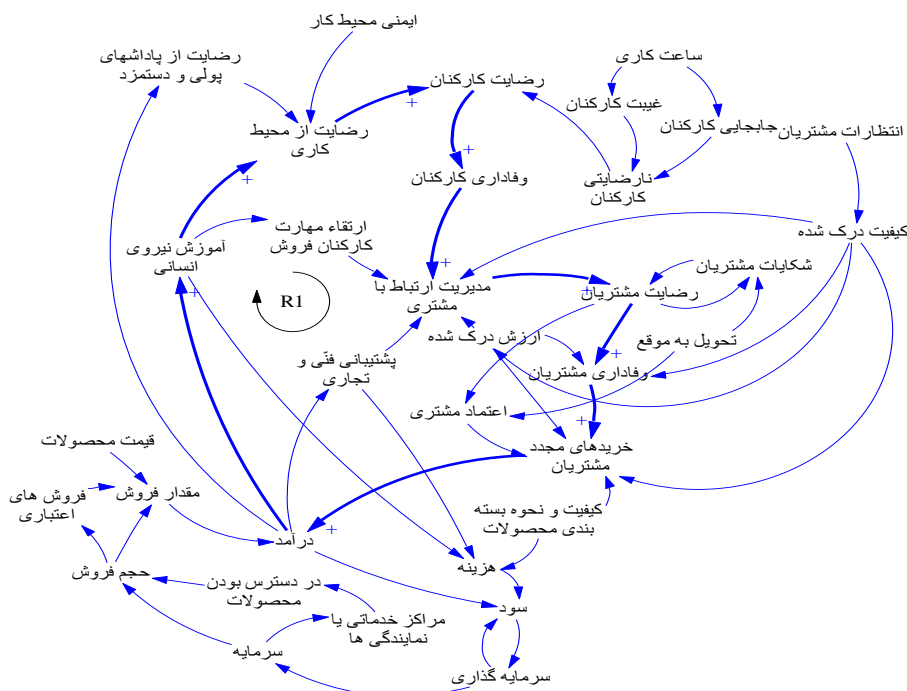 ایمنی محیط کار
رضایت از پاداشهای
پولی و دستمزد
ساعت کاری
رضایت کارکنان
غیبت کارکنان
جابجایی کارکنان
انتظارات مشتریان
رضایت از محیط
کاری
وفاداری کارکنان
نارضایتی
کارکنان
ارتقاء مهارت
کارکنان فروش
آموزش نیروی
انسانی
کیفیت درک شده
شکایات مشتریان
مدیریت ارتباط با
مشتری
رضایت مشتریان
R1
ارزش درک شده
تحویل به موقع
پشتیبانی فنّی و
تجاری
وفاداری مشتریان
اعتماد مشتری
قیمت محصولات
خریدهای مجدد
مشتریان
مقدار فروش
فروش های
اعتباری
کیفیت و نحوه بسته
بندی محصولات
درآمد
هزینه
حجم فروش
در دسترس بودن
محصولات
سود
مراکز خدماتی یا
نمایندگی ها
سرمایه
سرمایه گذاری
+
+
+
+
+
+
+
+
+